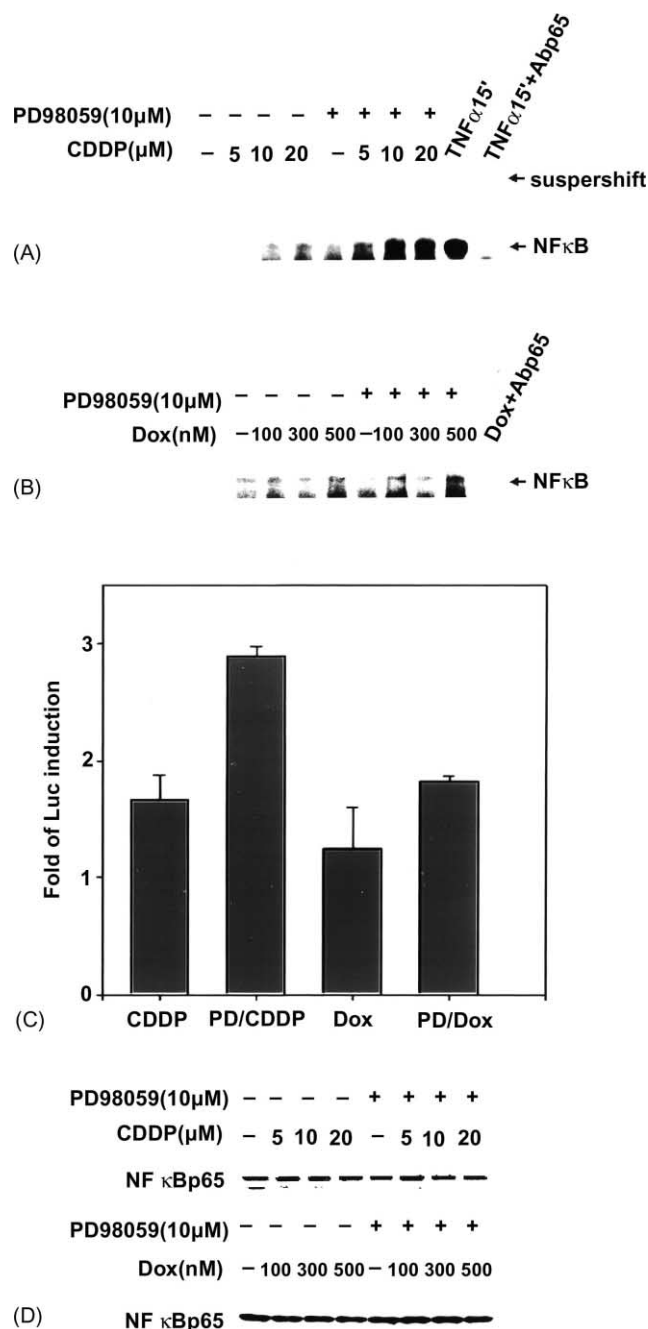 TNFα15'
TNFα15'+Abp65
PD98059(10μM) – – – – + + + +
CDDP(μM) – 5 10 20 – 5 10 20
← suspershift
(A) ← NFκB
Dox+Abp65
PD98059(10μM) – – – – + + + +
Dox(nM) – 100 300 500 – 100 300 500
(B) ← NFκB
3
2
1
0
Fold of Luc induction
(C) CDDP PD/CDDP Dox PD/Dox
PD98059(10μM) – – – – + + + +
CDDP(μM) – 5 10 20 – 5 10 20
NF κBp65
PD98059(10μM) – – – – + + + +
Dox(nM) – 100 300 500 – 100 300 500
(D) NF κBp65